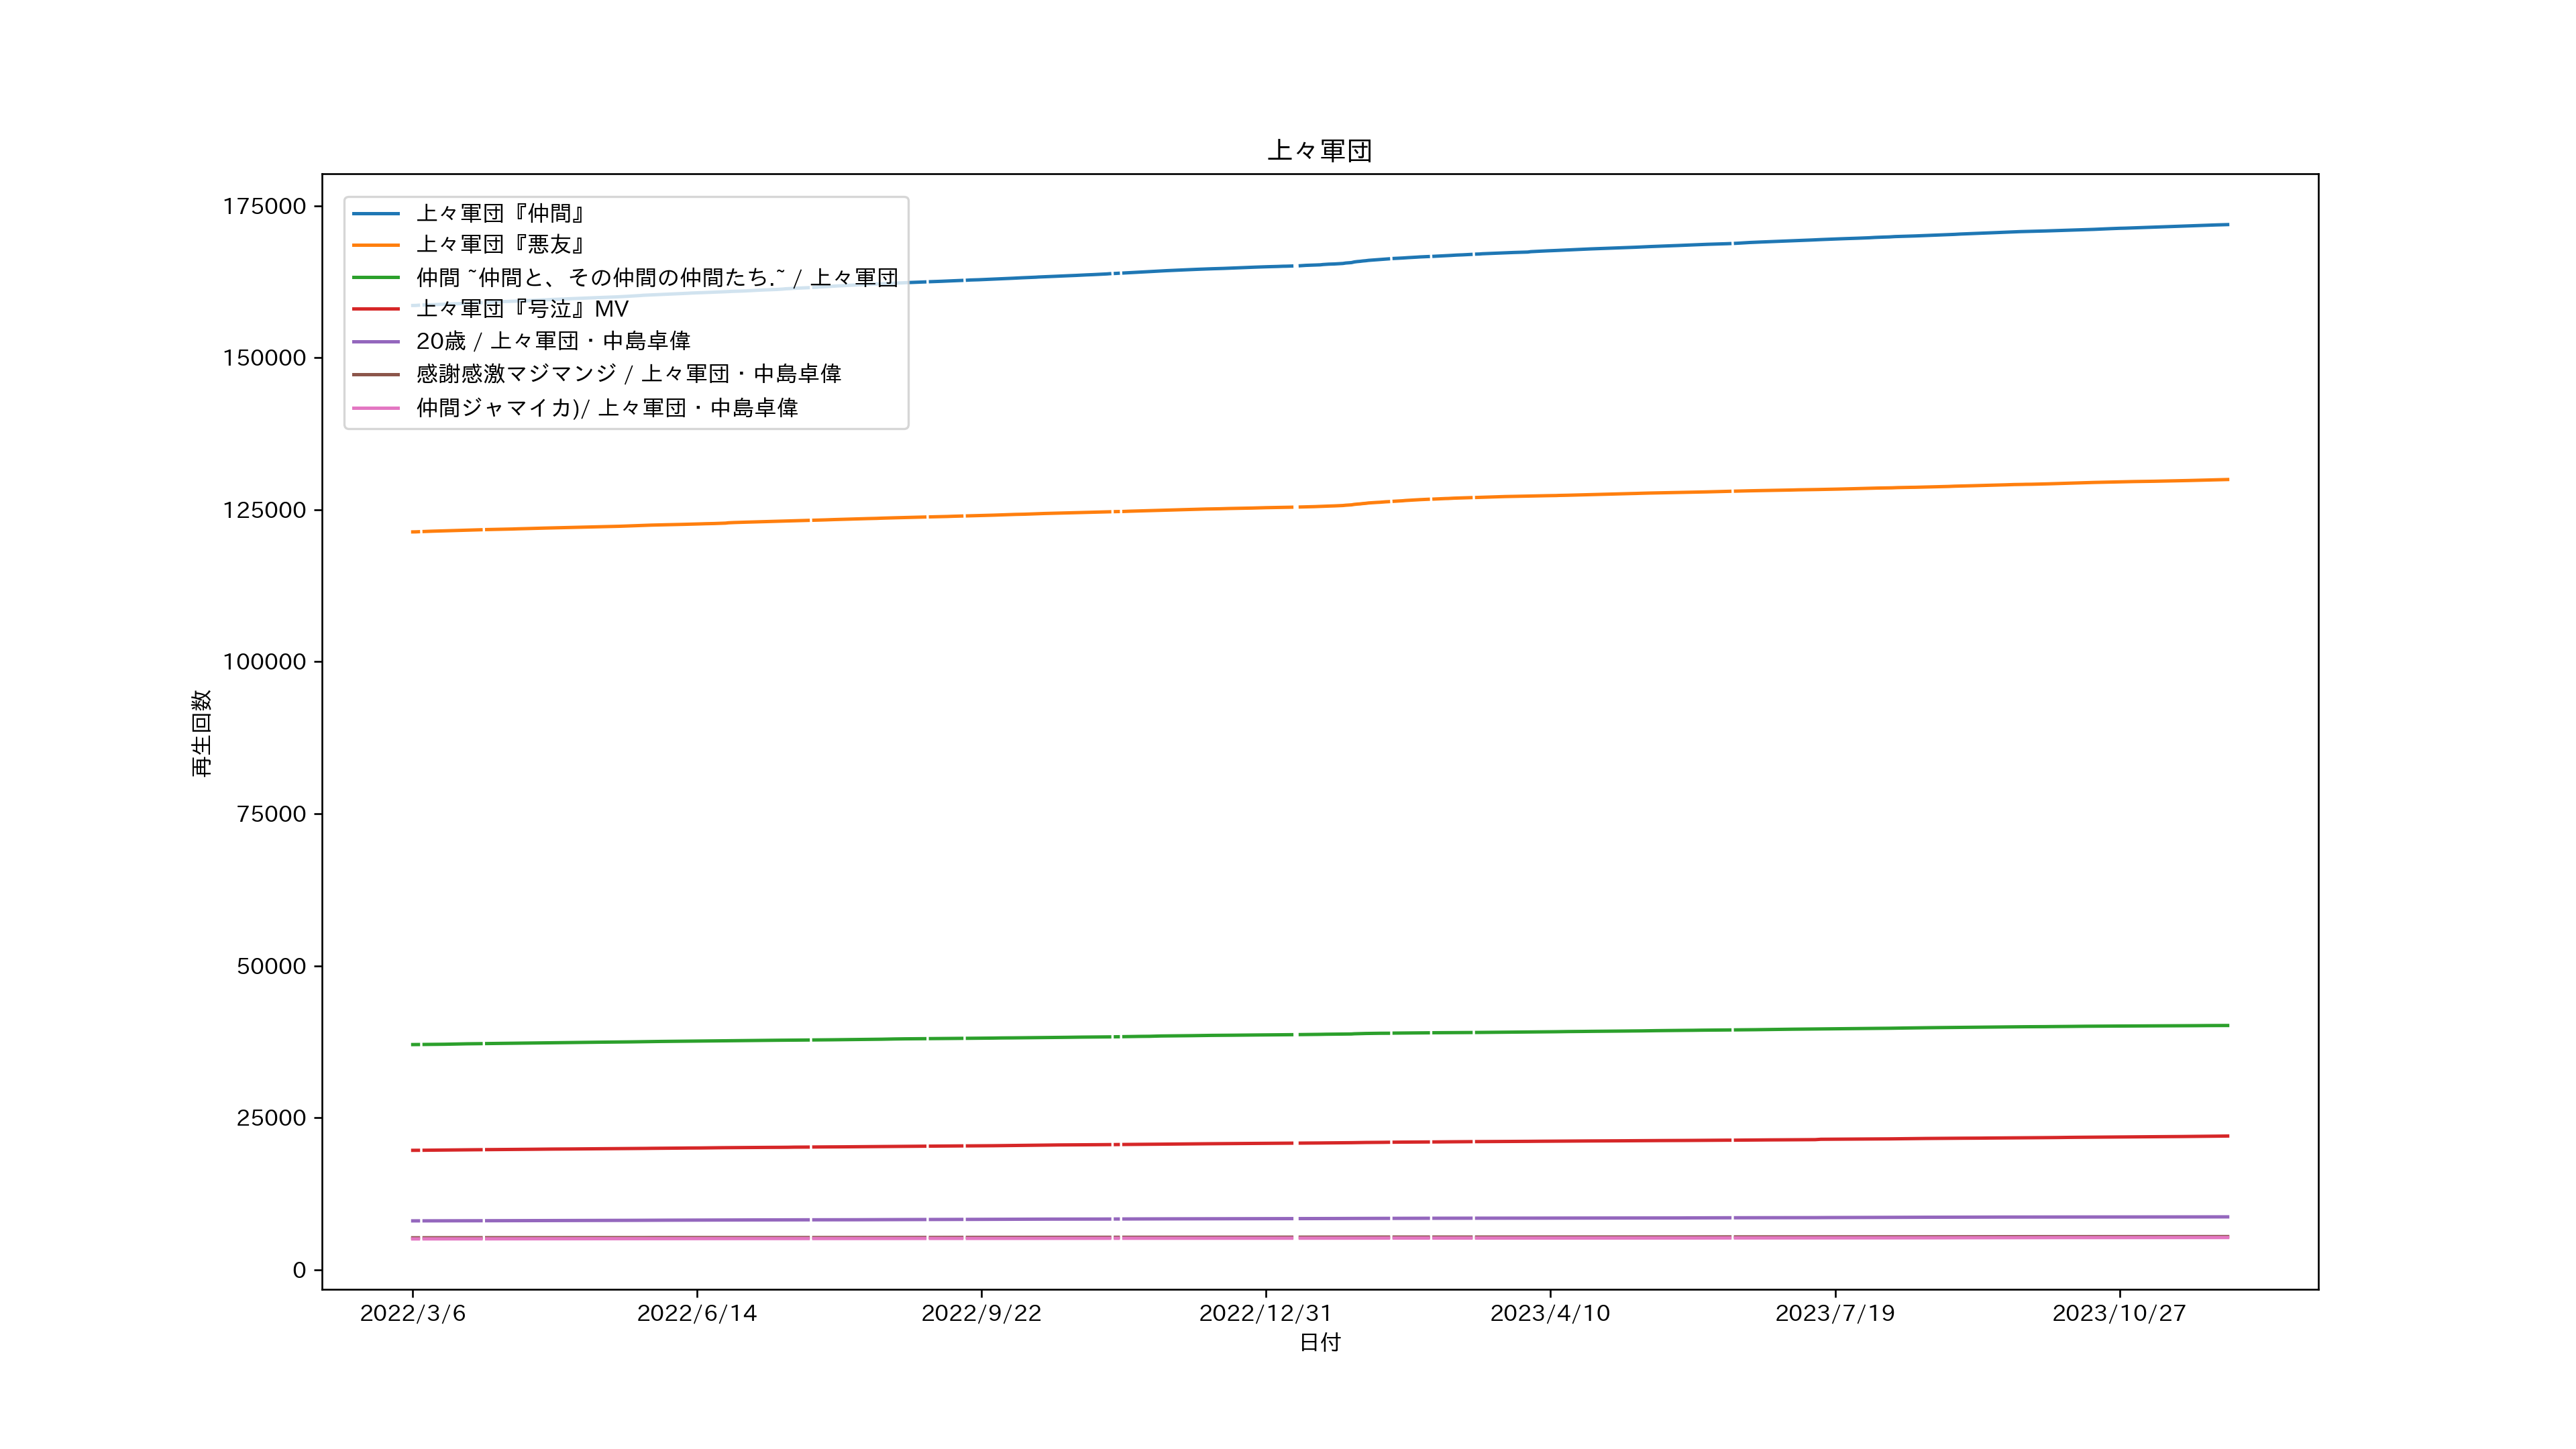 上々軍団
175000
150000
125000
100000
75000
50000
25000
0
再生回数
上々軍団『仲間』
上々軍団『悪友』
仲間 ~仲間と、その仲間の仲間たち.~ / 上々軍団
上々軍団『号泣』MV
20歳 / 上々軍団・中島卓偉
感謝感激マジマンジ / 上々軍団・中島卓偉
仲間ジャマイカ)/ 上々軍団・中島卓偉
2022/3/6
2022/6/14
2022/9/22
2022/12/31
2023/4/10
2023/7/19
2023/10/27
日付